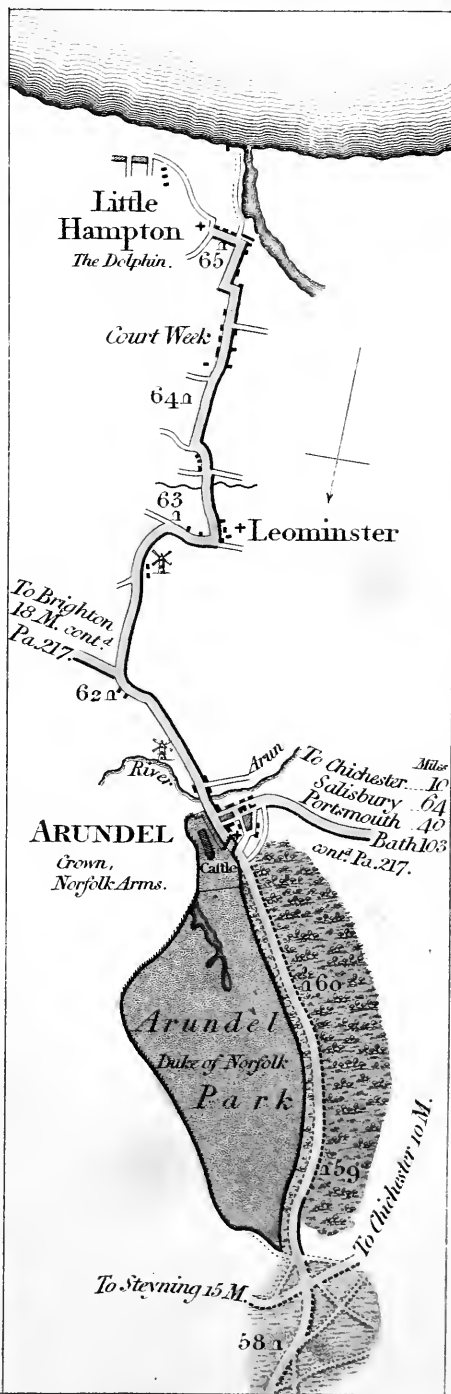 Little
Hampton
The Dolphin.
65
Court Week
64
63
Leominster
To Brighton
18 M. contd.
Pa. 217.
62
River
Arun
Miles
To Chichester 10
Salisbury 64
Portsmouth 40
Bath 103
contd. Pa. 217.
ARUNDEL
Crown,
Norfolk Arms.
Castle
60
Arundel
Duke of Norfolk
Park
59
To Chichester 10 M.
To Steyning 15 M.
58